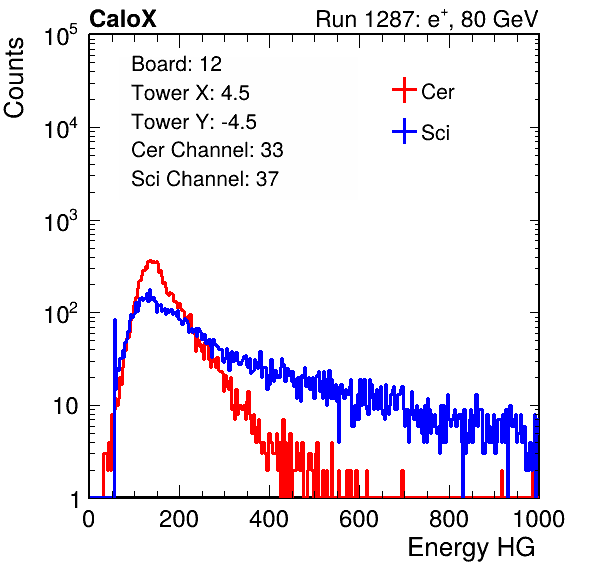 CaloX Run 1287: e+, 80 GeV
Counts
Board: 12
Tower X: 4.5
Tower Y: -4.5
Cer Channel: 33
Sci Channel: 37
Cer
Sci
10^5
10^4
10^3
10^2
10
1
0 200 400 600 800 1000
Energy HG